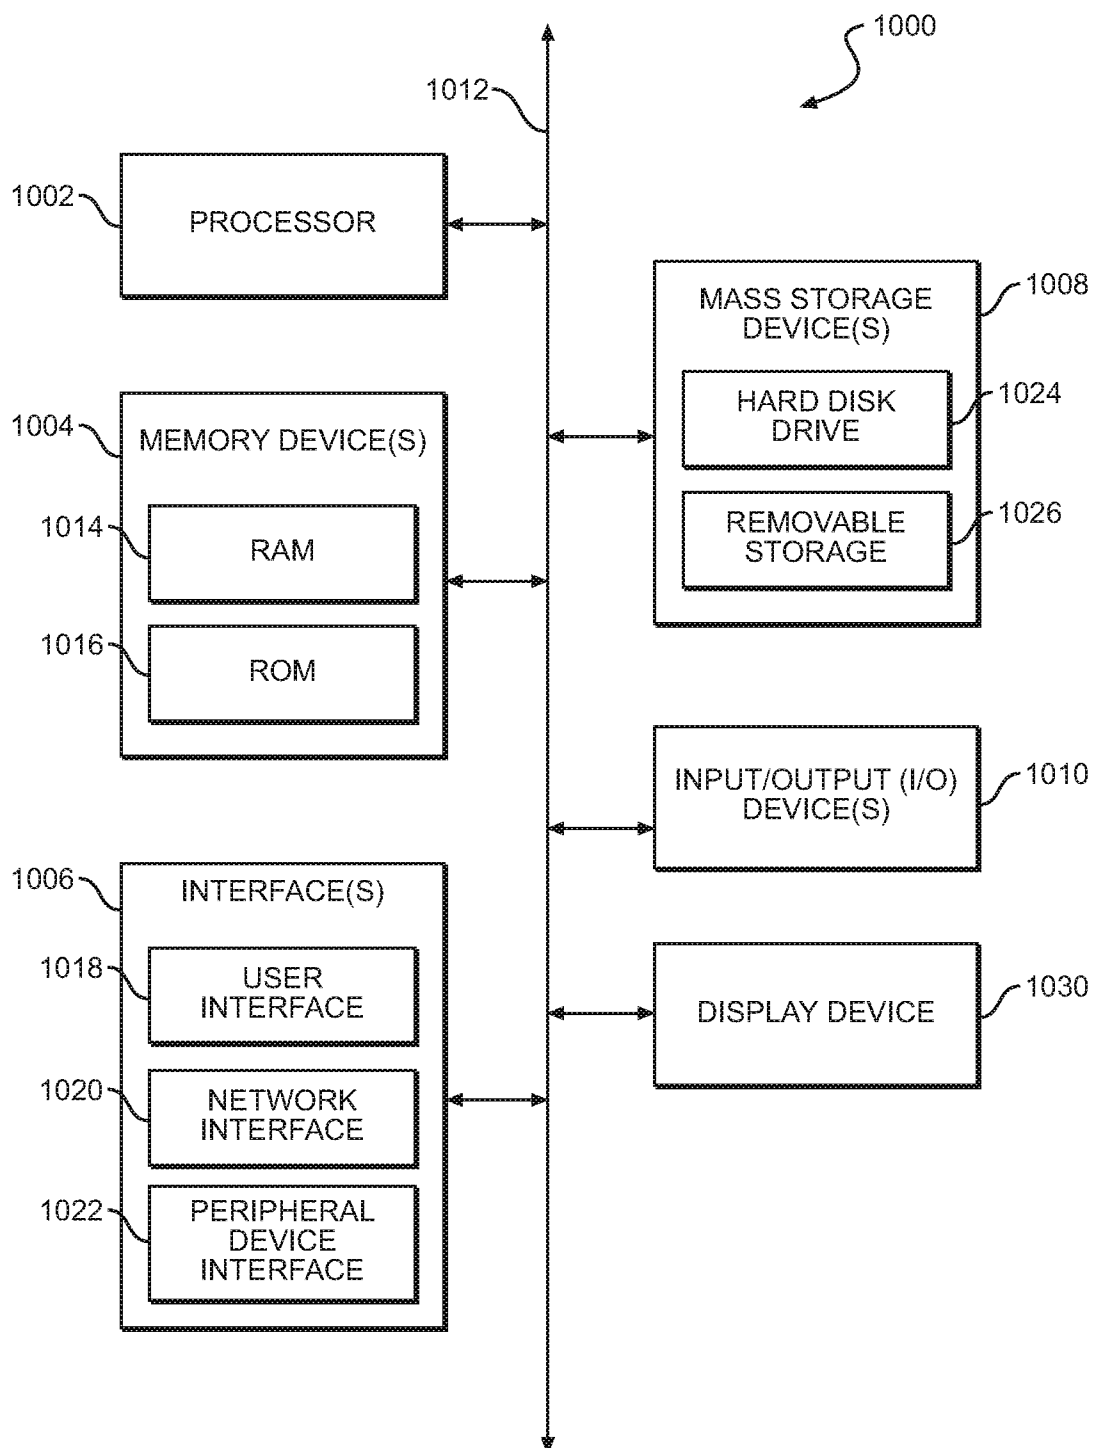 1000
1012
1002
PROCESSOR
1008
MASS STORAGE
DEVICE(S)
1024
HARD DISK
DRIVE
1026
REMOVABLE
STORAGE
1004
MEMORY DEVICE(S)
1014
RAM
1016
ROM
1010
INPUT/OUTPUT (I/O)
DEVICE(S)
1006
INTERFACE(S)
1018
USER
INTERFACE
1020
NETWORK
INTERFACE
1022
PERIPHERAL
DEVICE
INTERFACE
1030
DISPLAY DEVICE